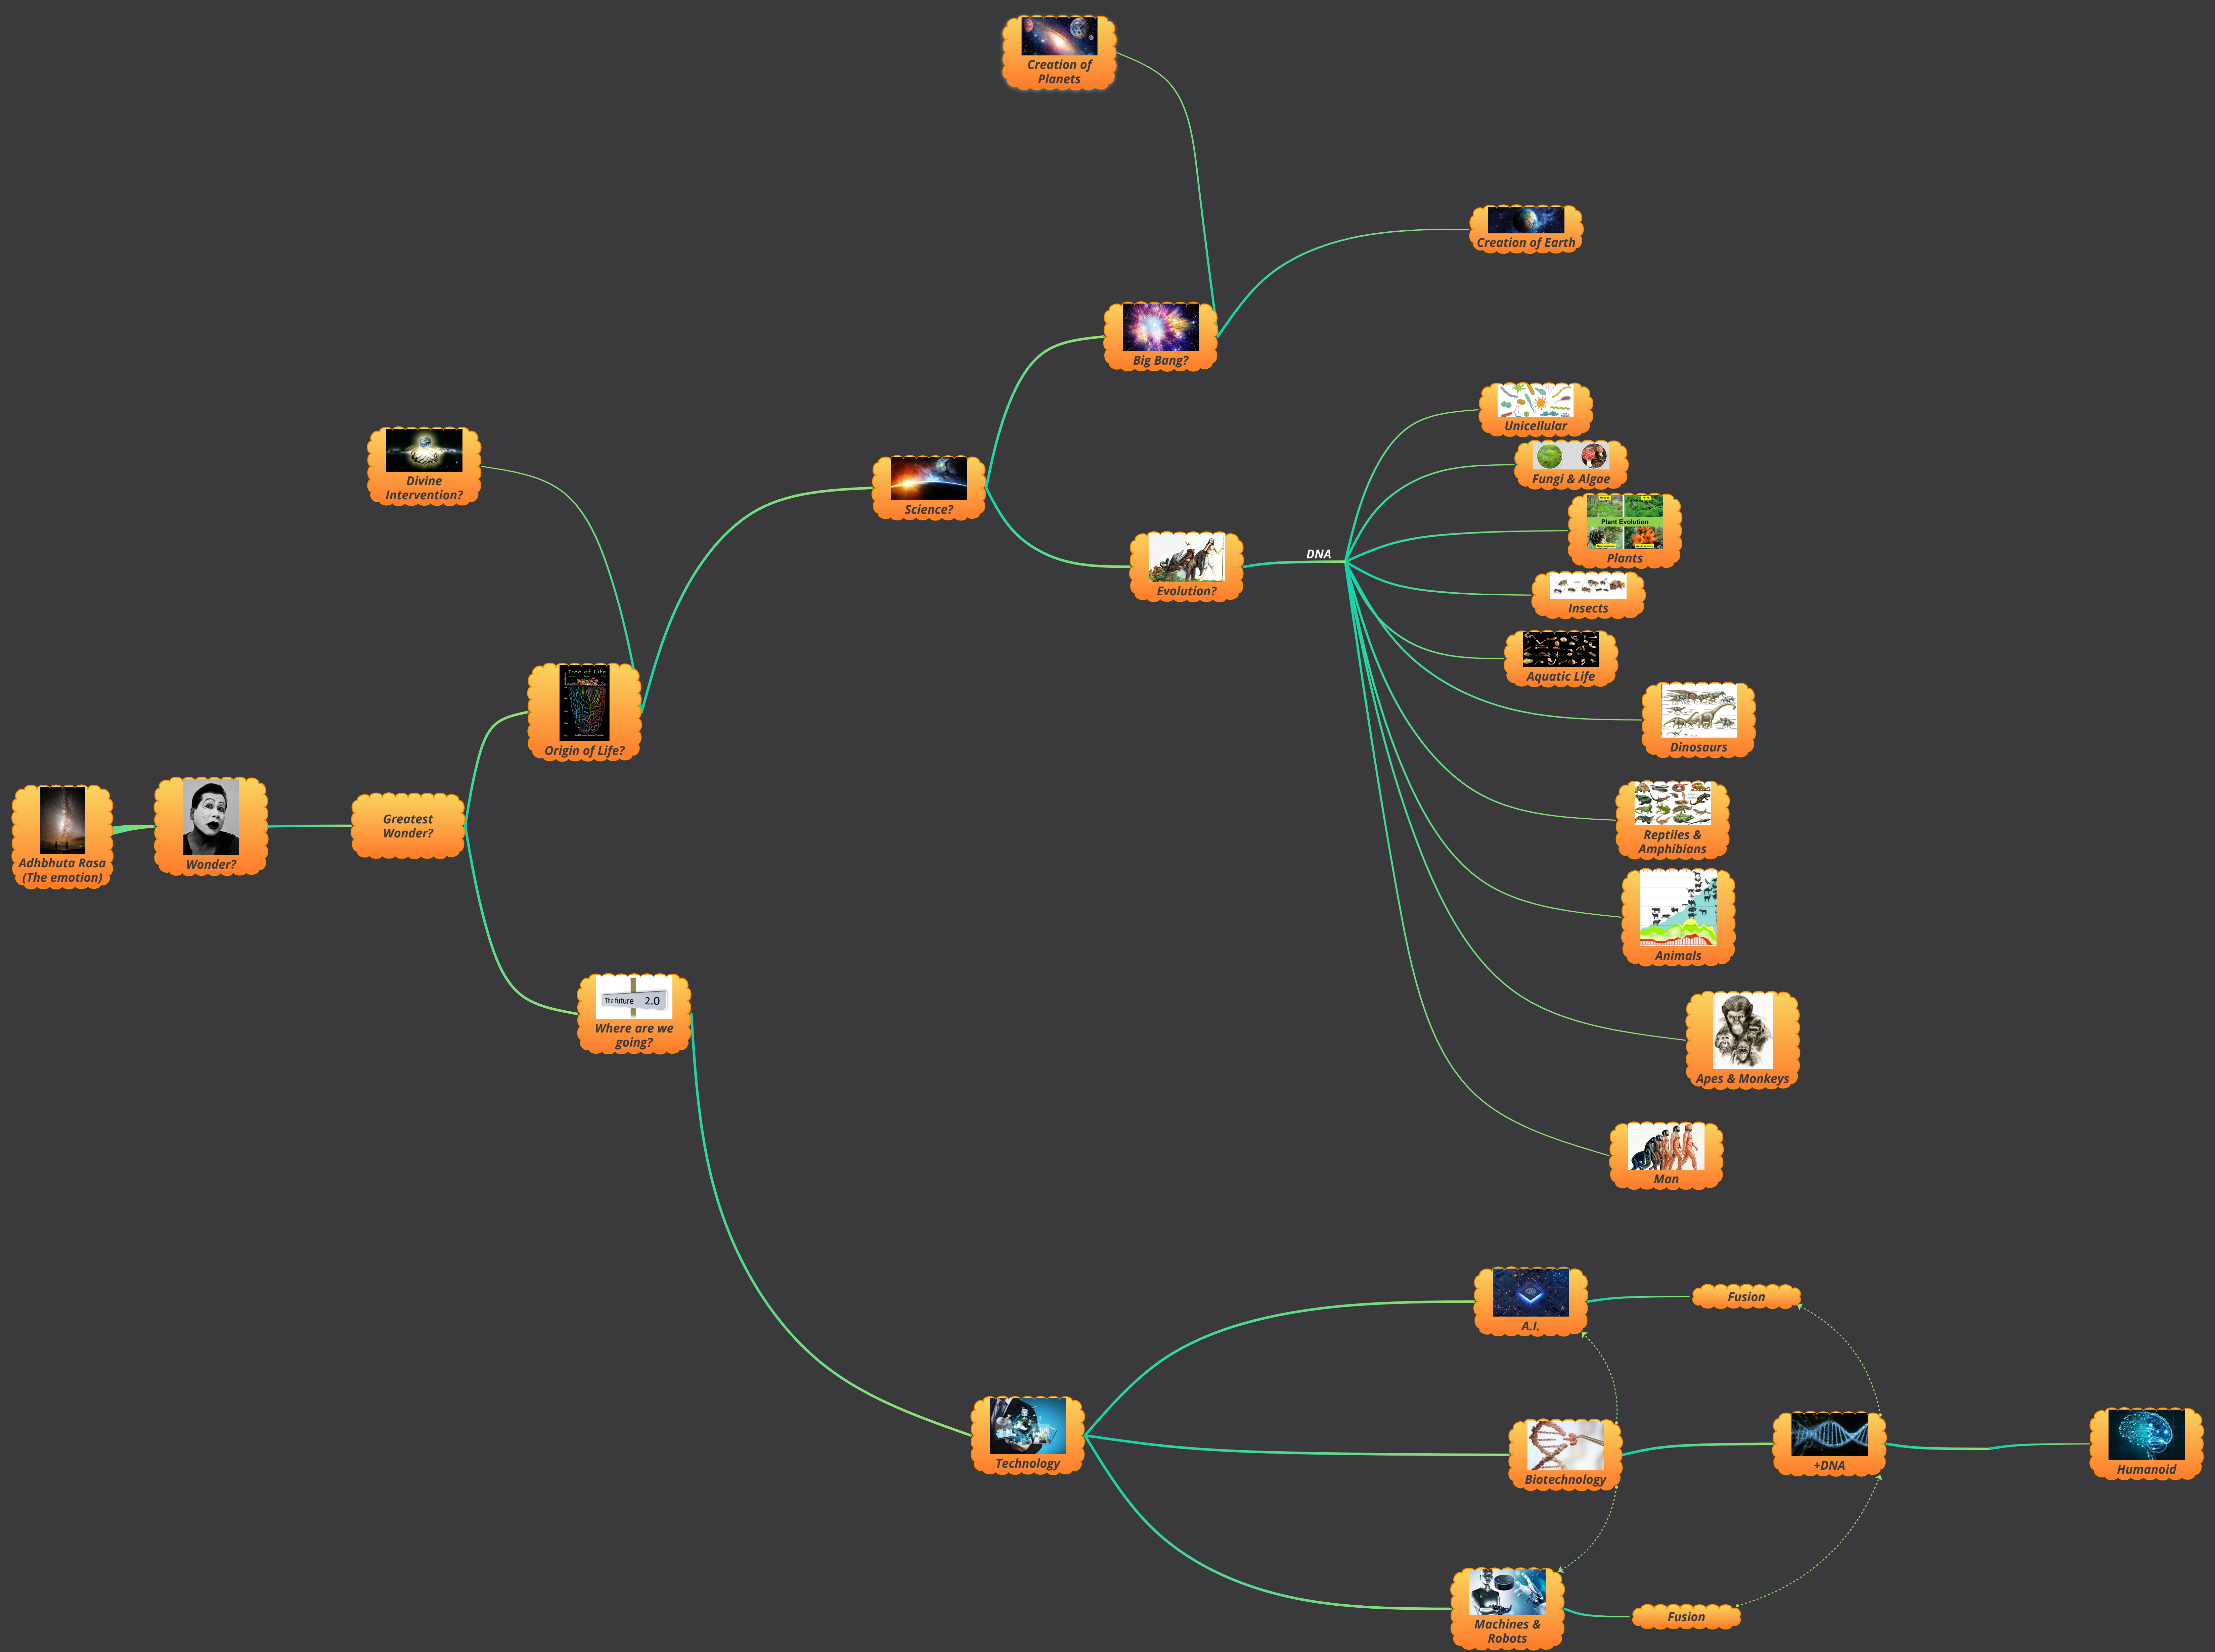 Creation of
Planets
Creation of Earth
Big Bang?
Unicellular
Divine
Intervention?
Science?
Fungi & Algae
Plant Evolution
Plants
DNA
Evolution?
Insects
Tree of Life
Aquatic Life
Origin of Life?
Dinosaurs
Reptiles &
Amphibians
Adhbhuta Rasa
(The emotion)
Wonder?
Greatest
Wonder?
Animals
The future 2.0
Where are we
going?
Apes & Monkeys
Man
A.I.
Fusion
Technology
Biotechnology
+DNA
Humanoid
Machines &
Robots
Fusion